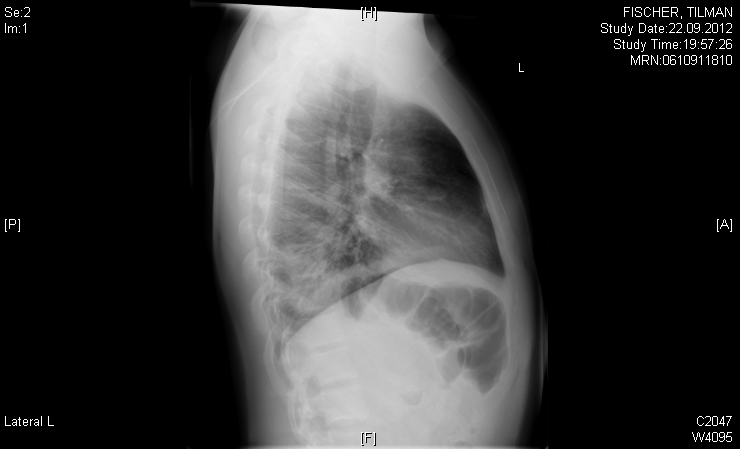 Se:2
Im:1
[H]
FISCHER, TILMAN
Study Date:22.09.2012
Study Time:19:57:26
MRN:0610911810
L
[P]
[A]
Lateral L
[F]
C2047
W4095